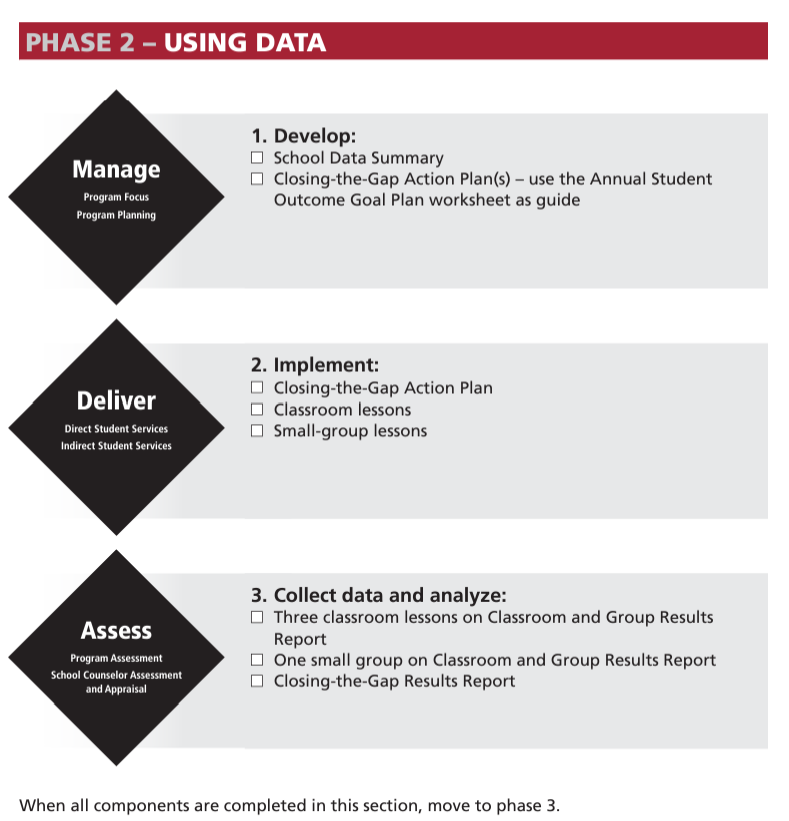 PHASE 2 – USING DATA
Manage
Program Focus
Program Planning
1. Develop:
☐ School Data Summary
☐ Closing-the-Gap Action Plan(s) – use the Annual Student
Outcome Goal Plan worksheet as guide
Deliver
Direct Student Services
Indirect Student Services
2. Implement:
☐ Closing-the-Gap Action Plan
☐ Classroom lessons
☐ Small-group lessons
Assess
Program Assessment
School Counselor Assessment
and Appraisal
3. Collect data and analyze:
☐ Three classroom lessons on Classroom and Group Results
Report
☐ One small group on Classroom and Group Results Report
☐ Closing-the-Gap Results Report
When all components are completed in this section, move to phase 3.